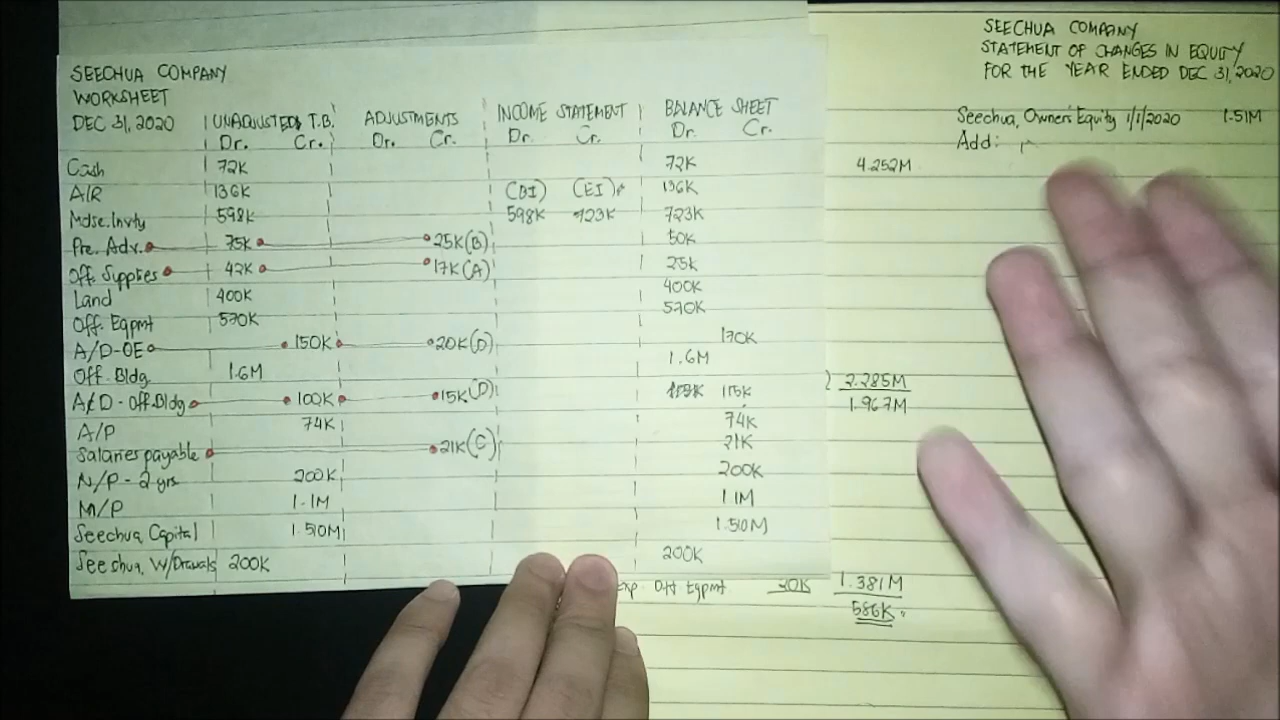 SEECHUA COMPANY
WORKSHEET
DEC 31, 2020 UNADJUSTED T.B. ADJUSTMENTS INCOME STATEMENT BALANCE SHEET
Dr. Cr. Dr. Cr. Dr. Cr. Dr. Cr.
Cash 72K 72K
A/R 136K (BI) (EI) 136K
Mdse. Invty 598K 598K 723K 723K
Pre. Adv. 75K 25K(B) 50K
Off. Supplies 42K 17K(A) 25K
Land 400K 400K
Off. Eqpmt 570K 570K
A/D-OE 150K 20K(D) 170K
Off. Bldg 1.6M 1.6M
A/D - Off. Bldg 100K 15K(D) 115K
A/P 74K 74K
Salaries payable 21K(C) 21K
N/P - 2 yrs 200K 200K
M/P 1.1M 1.1M
Seechua Capital 1.510M 1.510M
Seechua, W/Drawals 200K 200K
SEECHUA COMPANY
STATEMENT OF CHANGES IN EQUITY
FOR THE YEAR ENDED DEC 31, 2020
Seechua, Owner's Equity 1/1/2020 1.51M
Add:
4.252M
2.285M
1.967M
exp. Off Eqpmt 30K 1.381M
586K